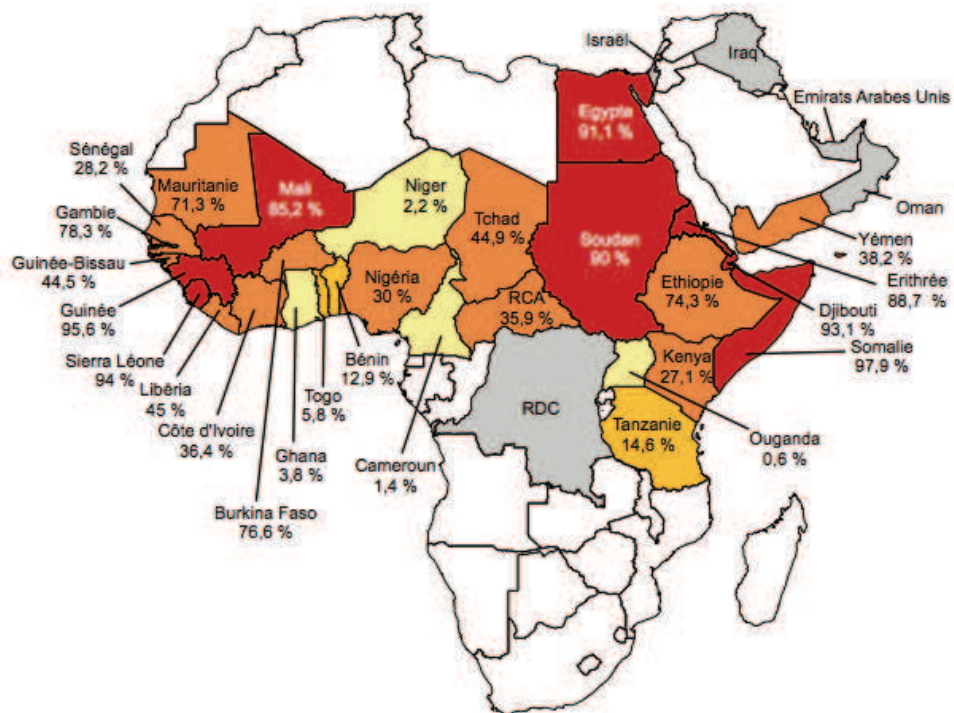 Israël
Iraq
Emirats Arabes Unis
Oman
Egypte
91,1 %
Sénégal
28,2 %
Mauritanie
71,3 %
Mali
85,2 %
Niger
2,2 %
Tchad
44,9 %
Soudan
90 %
Yémen
38,2 %
Gambie
78,3 %
Guinée-Bissau
44,5 %
Nigéria
30 %
RCA
35,9 %
Ethiopie
74,3 %
Erithrée
88,7 %
Guinée
95,6 %
Djibouti
93,1 %
Sierra Léone
94 %
Libéria
45 %
Côte d'Ivoire
36,4 %
Burkina Faso
76,6 %
Ghana
3,8 %
Togo
5,8 %
Bénin
12,9 %
Cameroun
1,4 %
RDC
Kenya
27,1 %
Somalie
97,9 %
Tanzanie
14,6 %
Ouganda
0,6 %